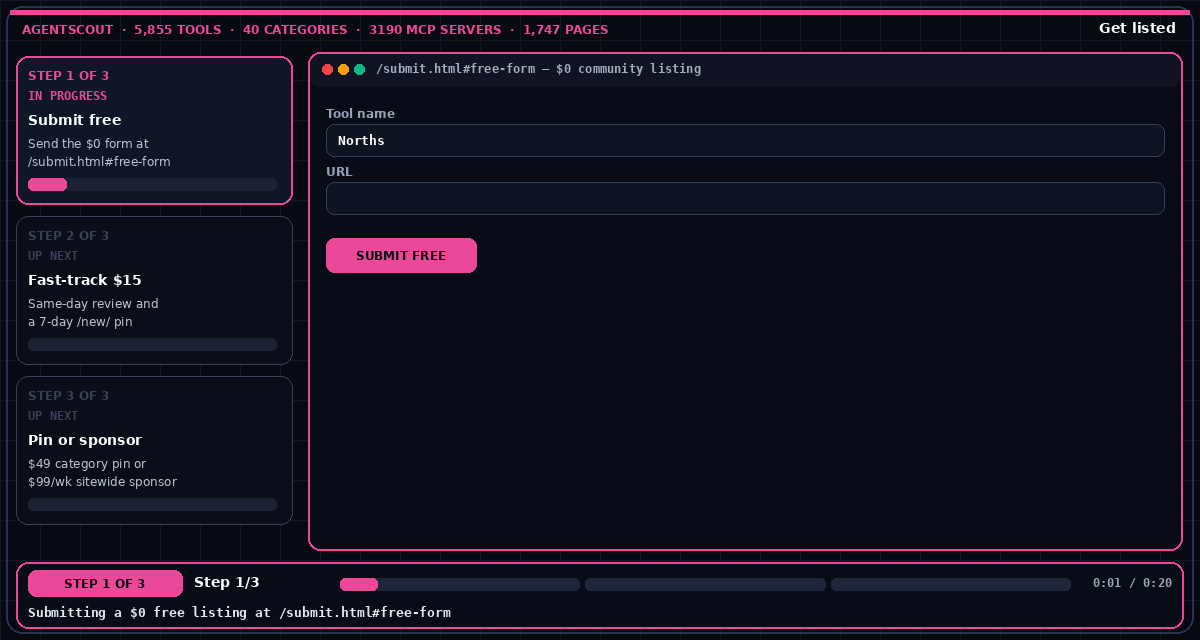 AGENTSCOUT · 5,855 TOOLS · 40 CATEGORIES · 3190 MCP SERVERS · 1,747 PAGES
Get listed
STEP 1 OF 3
IN PROGRESS
Submit free
Send the $0 form at
/submit.html#free-form
STEP 2 OF 3
UP NEXT
Fast-track $15
Same-day review and
a 7-day /new/ pin
STEP 3 OF 3
UP NEXT
Pin or sponsor
$49 category pin or
$99/wk sitewide sponsor
/submit.html#free-form — $0 community listing
Tool name
Norths
URL
SUBMIT FREE
STEP 1 OF 3
Step 1/3
0:01 / 0:20
Submitting a $0 free listing at /submit.html#free-form